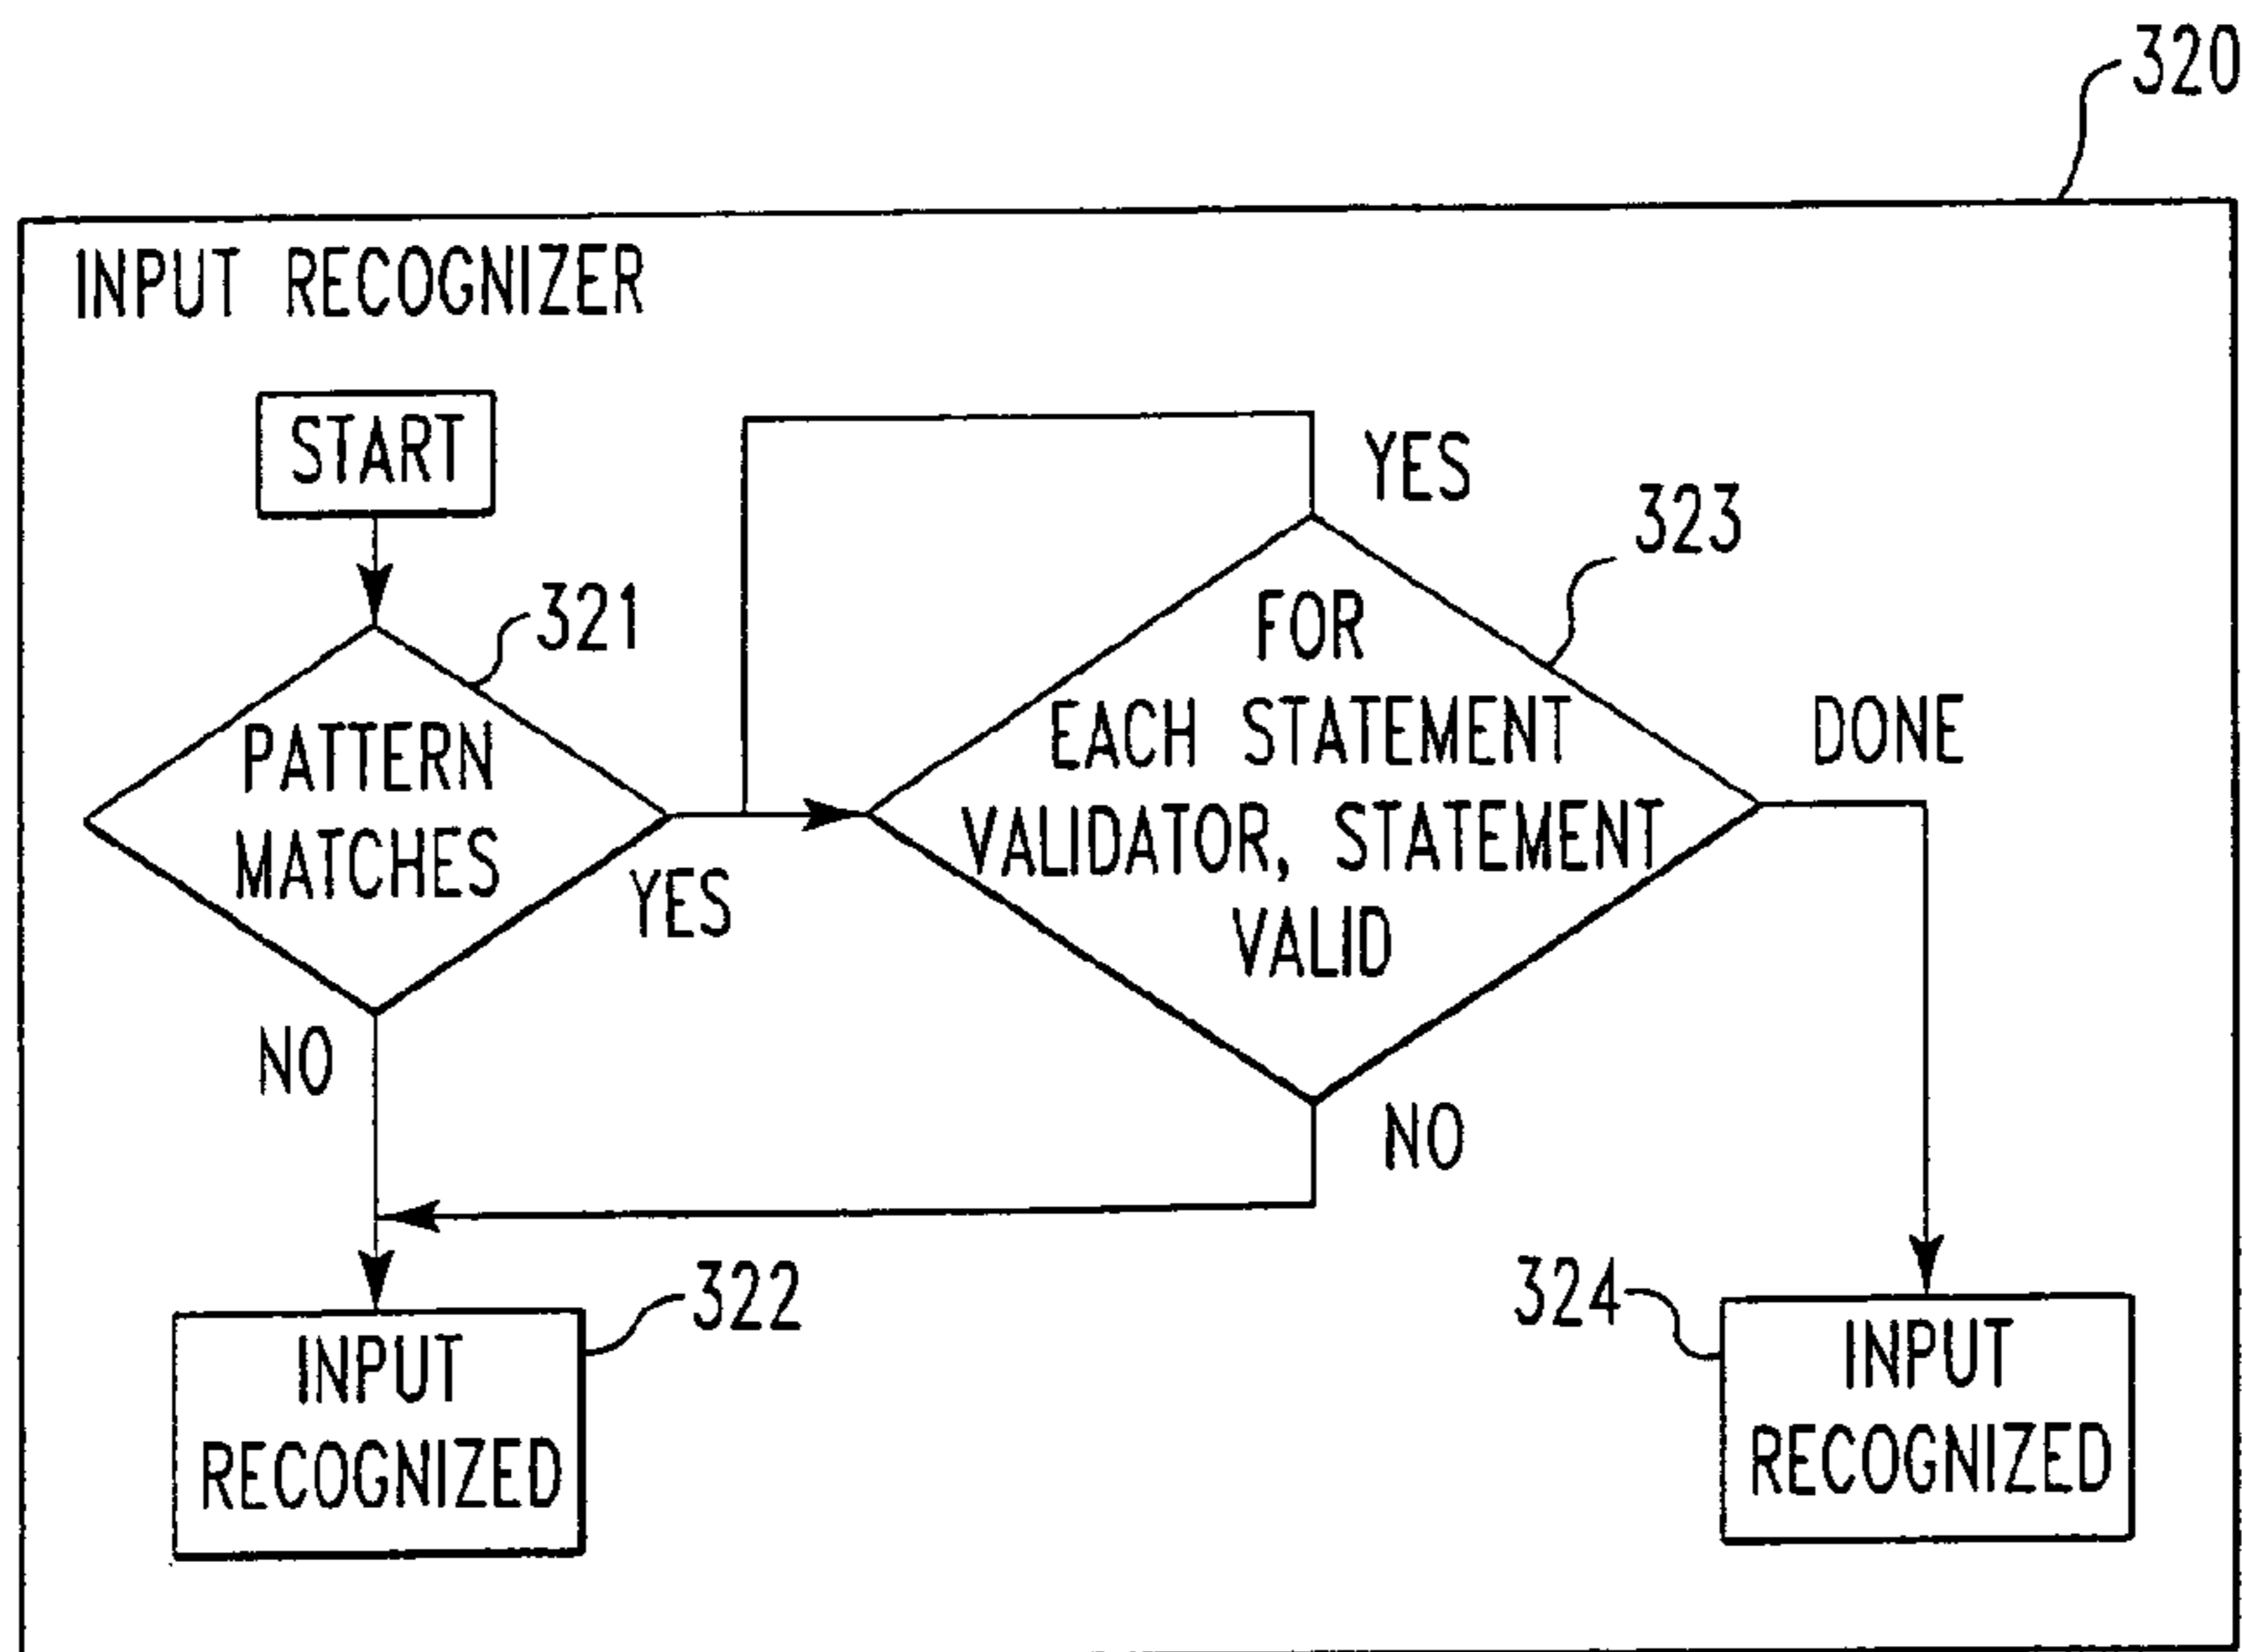 320
INPUT RECOGNIZER
START
YES
323
321
FOR
EACH STATEMENT
VALIDATOR, STATEMENT
VALID
DONE
PATTERN
MATCHES
YES
NO
NO
322
324
INPUT
RECOGNIZED
INPUT
RECOGNIZED